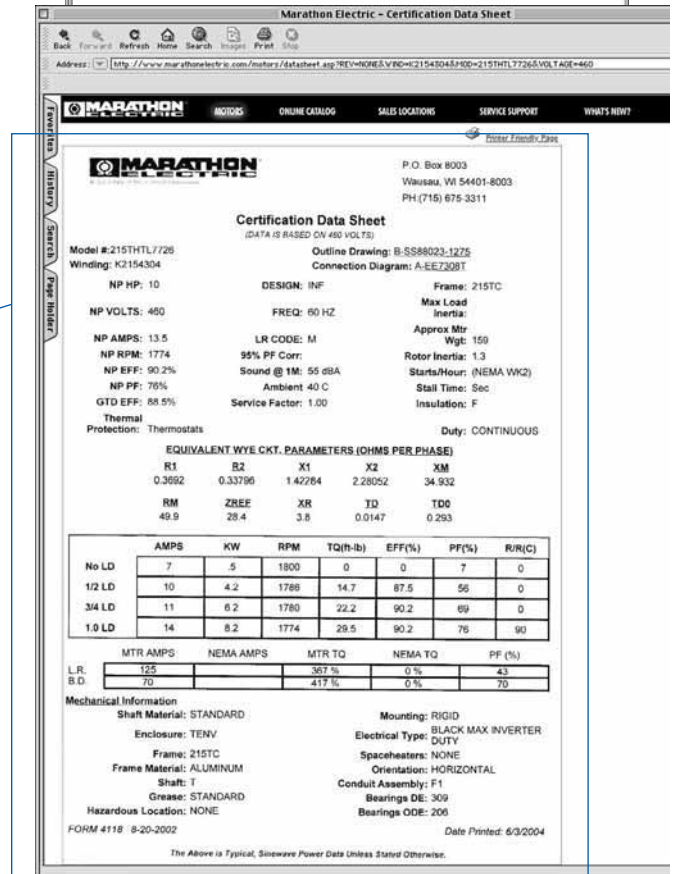 Marathon Electric - Certification Data Sheet
Back Forward Refresh Home Search Images Print Stop
Address: http://www.marathonelectric.com/motors/datasheet.asp?REV=NONE&WIND=K2154304&MOD=215THTL7726&VOLTAGE=460
MARATHON ELECTRIC MOTORS ONLINE CATALOG SALES LOCATIONS SERVICE SUPPORT WHAT'S NEW?
Favorites
History
Search
Page Holder
Printer Friendly Page
MARATHON ELECTRIC
P.O. Box 8003
Wausau, WI 54401-8003
PH:(715) 675-3311
Certification Data Sheet
(DATA IS BASED ON 460 VOLTS)
Model #:215THTL7726 Outline Drawing: B-SS88023-1275
Winding: K2154304 Connection Diagram: A-EE7308T
NP HP: 10 DESIGN: INF Frame: 215TC
NP VOLTS: 460 FREQ: 60 HZ Max Load Inertia:
NP AMPS: 13.5 LR CODE: M Approx Mtr Wgt: 159
NP RPM: 1774 95% PF Corr: Rotor Inertia: 1.3
NP EFF: 90.2% Sound @ 1M: 55 dBA Starts/Hour: (NEMA WK2)
NP PF: 76% Ambient 40 C Stall Time: Sec
GTD EFF: 88.5% Service Factor: 1.00 Insulation: F
Thermal Protection: Thermostats Duty: CONTINUOUS
EQUIVALENT WYE CKT. PARAMETERS (OHMS PER PHASE)
R1 R2 X1 X2 XM
0.3692 0.33796 1.42264 2.28052 34.932
RM ZREF XR TD TD0
49.9 28.4 3.8 0.0147 0.293
AMPS KW RPM TQ(ft-lb) EFF(%) PF(%) R/R(C)
No LD 7 .5 1800 0 0 7 0
1/2 LD 10 4.2 1786 14.7 87.5 56 0
3/4 LD 11 6.2 1780 22.2 90.2 69 0
1.0 LD 14 8.2 1774 29.5 90.2 76 90
MTR AMPS NEMA AMPS MTR TQ NEMA TQ PF (%)
L.R. 125 367 % 0 % 43
B.D. 70 417 % 0 % 70
Mechanical Information
Shaft Material: STANDARD Mounting: RIGID
Enclosure: TENV Electrical Type: BLACK MAX INVERTER DUTY
Frame: 215TC Spaceheaters: NONE
Frame Material: ALUMINUM Orientation: HORIZONTAL
Shaft: T Conduit Assembly: F1
Grease: STANDARD Bearings DE: 309
Hazardous Location: NONE Bearings ODE: 206
FORM 4118 8-20-2002 Date Printed: 6/3/2004
The Above is Typical, Sinewave Power Data Unless Stated Otherwise.